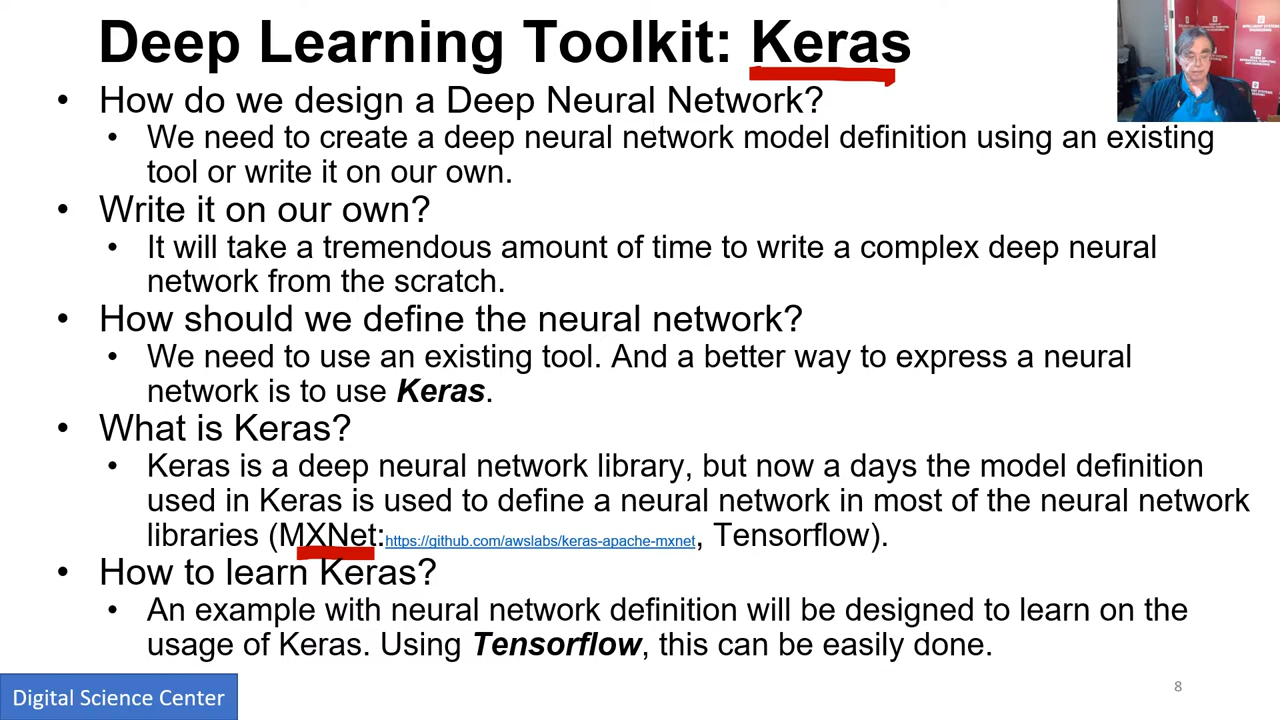 Deep Learning Toolkit: Keras
• How do we design a Deep Neural Network?
• We need to create a deep neural network model definition using an existing
tool or write it on our own.
• Write it on our own?
• It will take a tremendous amount of time to write a complex deep neural
network from the scratch.
• How should we define the neural network?
• We need to use an existing tool. And a better way to express a neural
network is to use Keras.
• What is Keras?
• Keras is a deep neural network library, but now a days the model definition
used in Keras is used to define a neural network in most of the neural network
libraries (MXNet:https://github.com/awslabs/keras-apache-mxnet, Tensorflow).
• How to learn Keras?
• An example with neural network definition will be designed to learn on the
usage of Keras. Using Tensorflow, this can be easily done.
Digital Science Center
8